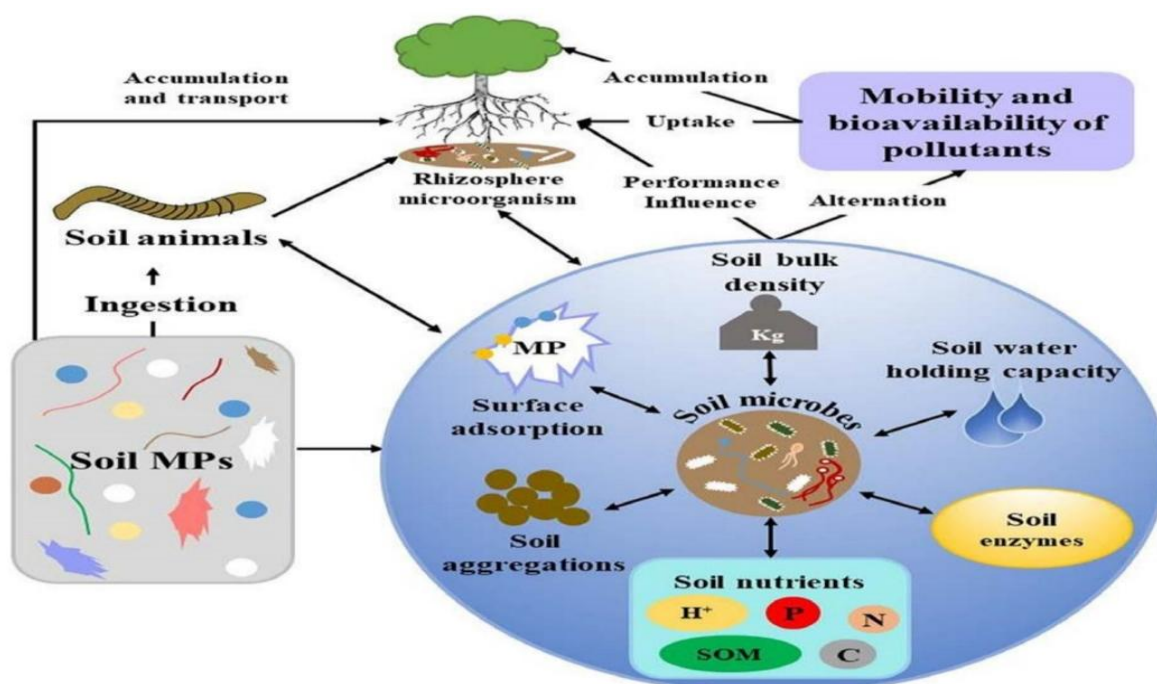 Accumulation
and transport
Accumulation
Uptake
Mobility and
bioavailability of
pollutants
Rhizosphere
microorganism
Performance
Influence
Alternation
Soil animals
Ingestion
Soil MPs
Soil bulk
density
Kg
MP
Surface
adsorption
Soil microbes
Soil water
holding capacity
Soil
aggregations
Soil
enzymes
Soil nutrients
H⁺
P
N
SOM
C